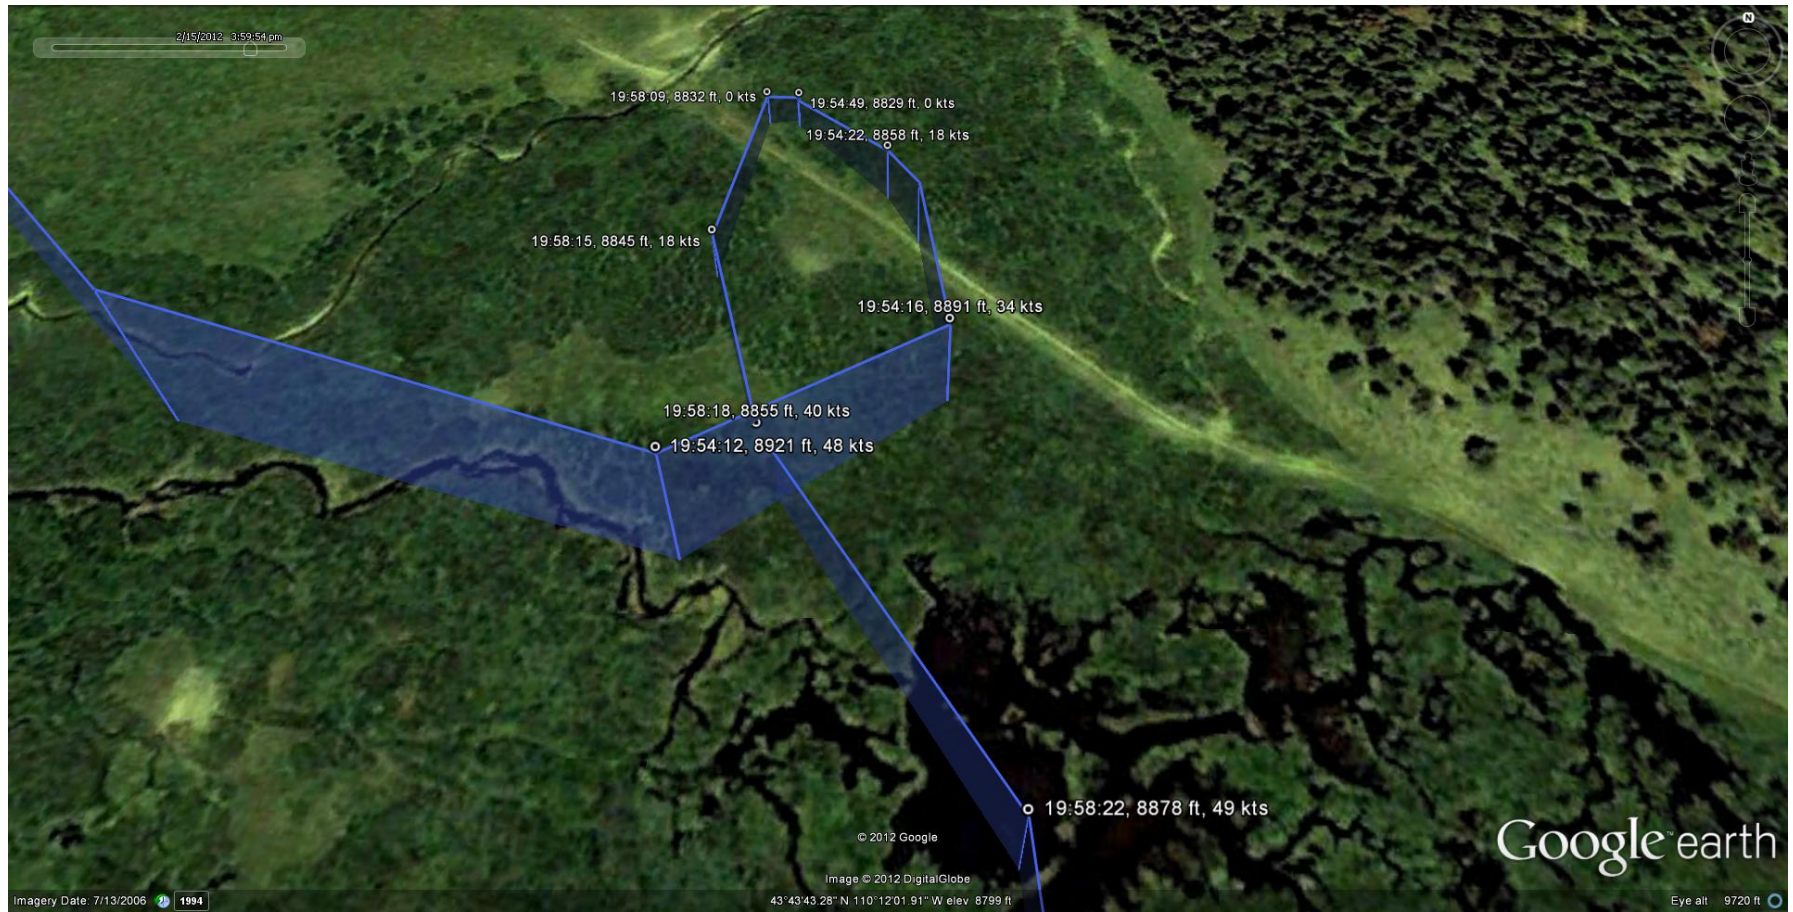 2/15/2012 3:59:54 pm
N
19:58:09, 8832 ft, 0 kts
19:54:49, 8829 ft, 0 kts
19:54:22, 8858 ft, 18 kts
19:58:15, 8845 ft, 18 kts
19:54:16, 8891 ft, 34 kts
19:58:18, 8855 ft, 40 kts
19:54:12, 8921 ft, 48 kts
19:58:22, 8878 ft, 49 kts
© 2012 Google
Google™ earth
Image © 2012 DigitalGlobe
Imagery Date: 7/13/2006 1994 43°43'43.28" N 110°12'01.91" W elev 8799 ft Eye alt 9720 ft